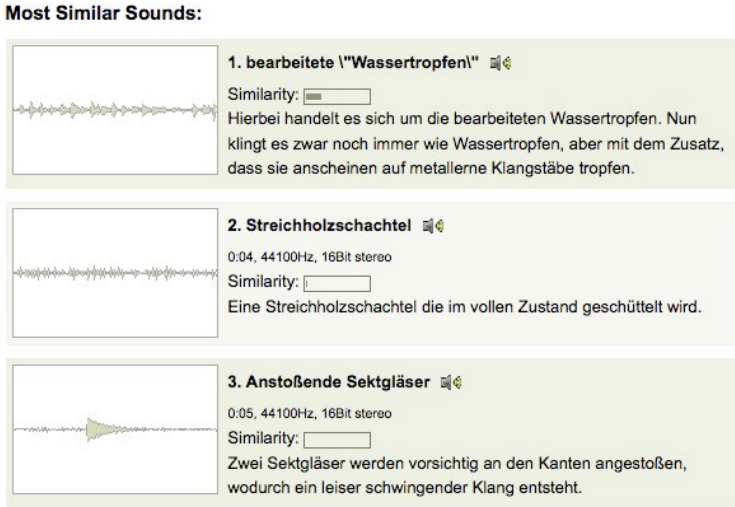 Most Similar Sounds:
1. bearbeitete \"Wassertropfen\"
Similarity:
Hierbei handelt es sich um die bearbeiteten Wassertropfen. Nun
klingt es zwar noch immer wie Wassertropfen, aber mit dem Zusatz,
dass sie anscheinen auf metallerne Klangstäbe tropfen.
2. Streichholzschachtel
0:04, 44100Hz, 16Bit stereo
Similarity:
Eine Streichholzschachtel die im vollen Zustand geschüttelt wird.
3. Anstoßende Sektgläser
0:05, 44100Hz, 16Bit stereo
Similarity:
Zwei Sektgläser werden vorsichtig an den Kanten angestoßen,
wodurch ein leiser schwingender Klang entsteht.